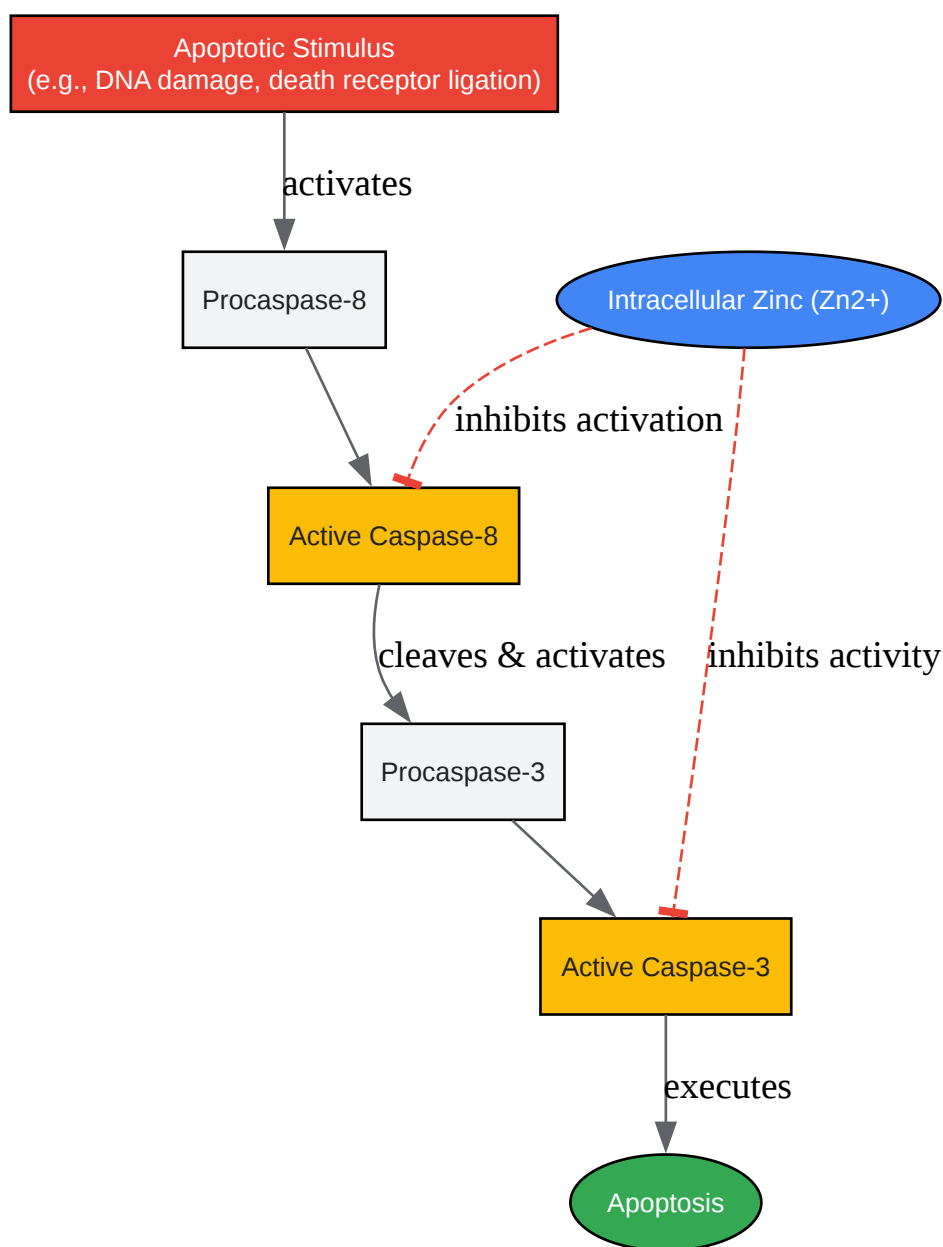 Apoptotic Stimulus
(e.g., DNA damage, death receptor ligation)
activates
Procaspase-8
Intracellular Zinc (Zn2+)
inhibits activation
Active Caspase-8
cleaves & activates
inhibits activity
Procaspase-3
Active Caspase-3
executes
Apoptosis